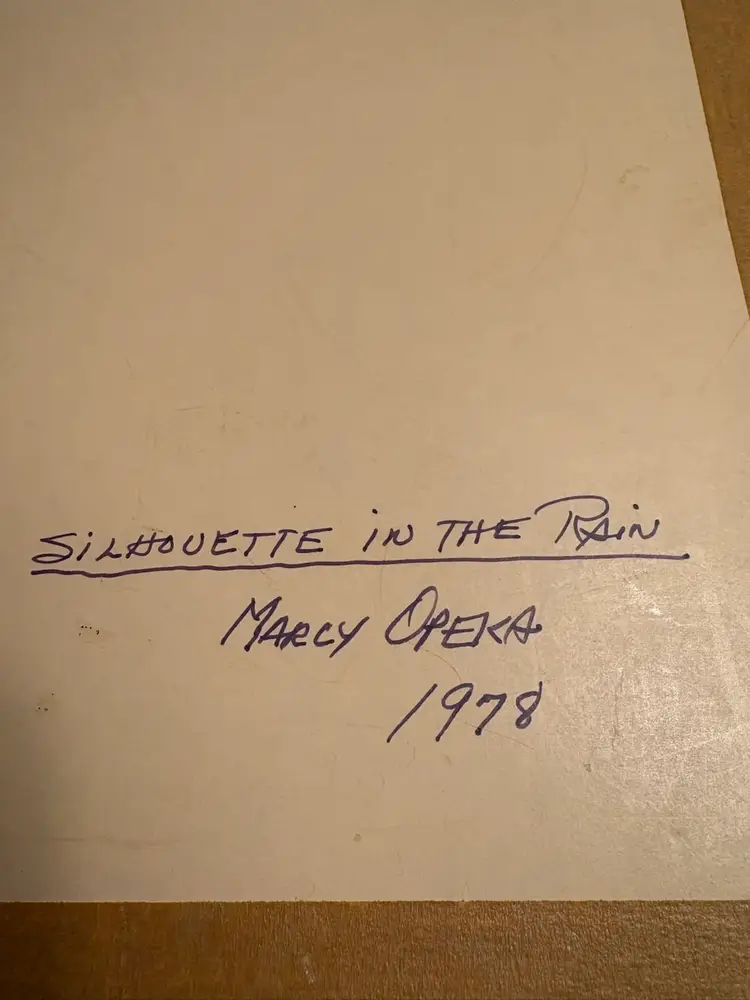 SiLHOUETTE iN THE RAiN
MARCY OPEKA
1978